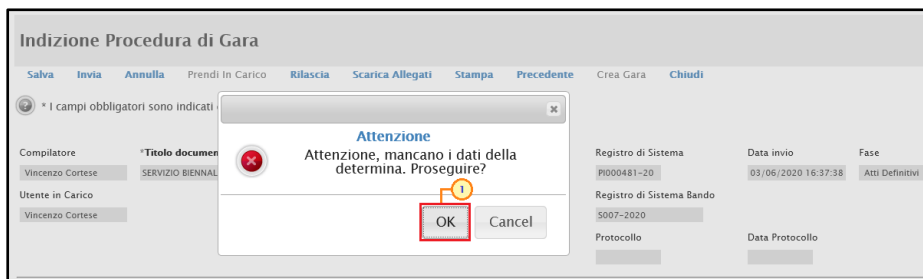 Indizione Procedura di Gara
Salva Invia Annulla Prendi In Carico Rilascia Scarica Allegati Stampa Precedente Crea Gara Chiudi
* I campi obbligatori sono indicati
Attenzione
Attenzione, mancano i dati della
determina. Proseguire?
1
OK Cancel
Compilatore *Titolo documen Registro di Sistema Data invio Fase
Vincenzo Cortese SERVIZIO BIENNAL PI000481-20 03/06/2020 16:37:38 Atti Definitivi
Utente in Carico Registro di Sistema Bando
Vincenzo Cortese S007-2020
Protocollo Data Protocollo